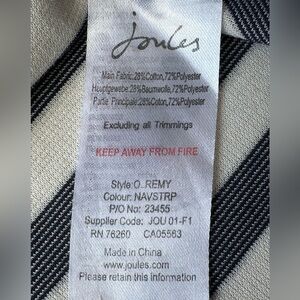 Joules
Main Fabric:28%Cotton,72%Polyester
Hauptgewebe:28%Baumwolle,72%Polyester
Partie Principale:28%Coton,72%Polyester
Excluding all Trimmings
KEEP AWAY FROM FIRE
Style:O_REMY
Colour: NAVSTRP
P/O No: 23455
Supplier Code: JOU 01-F1
RN 76260 CA05563
Made in China
www.joules.com
Please retain this information